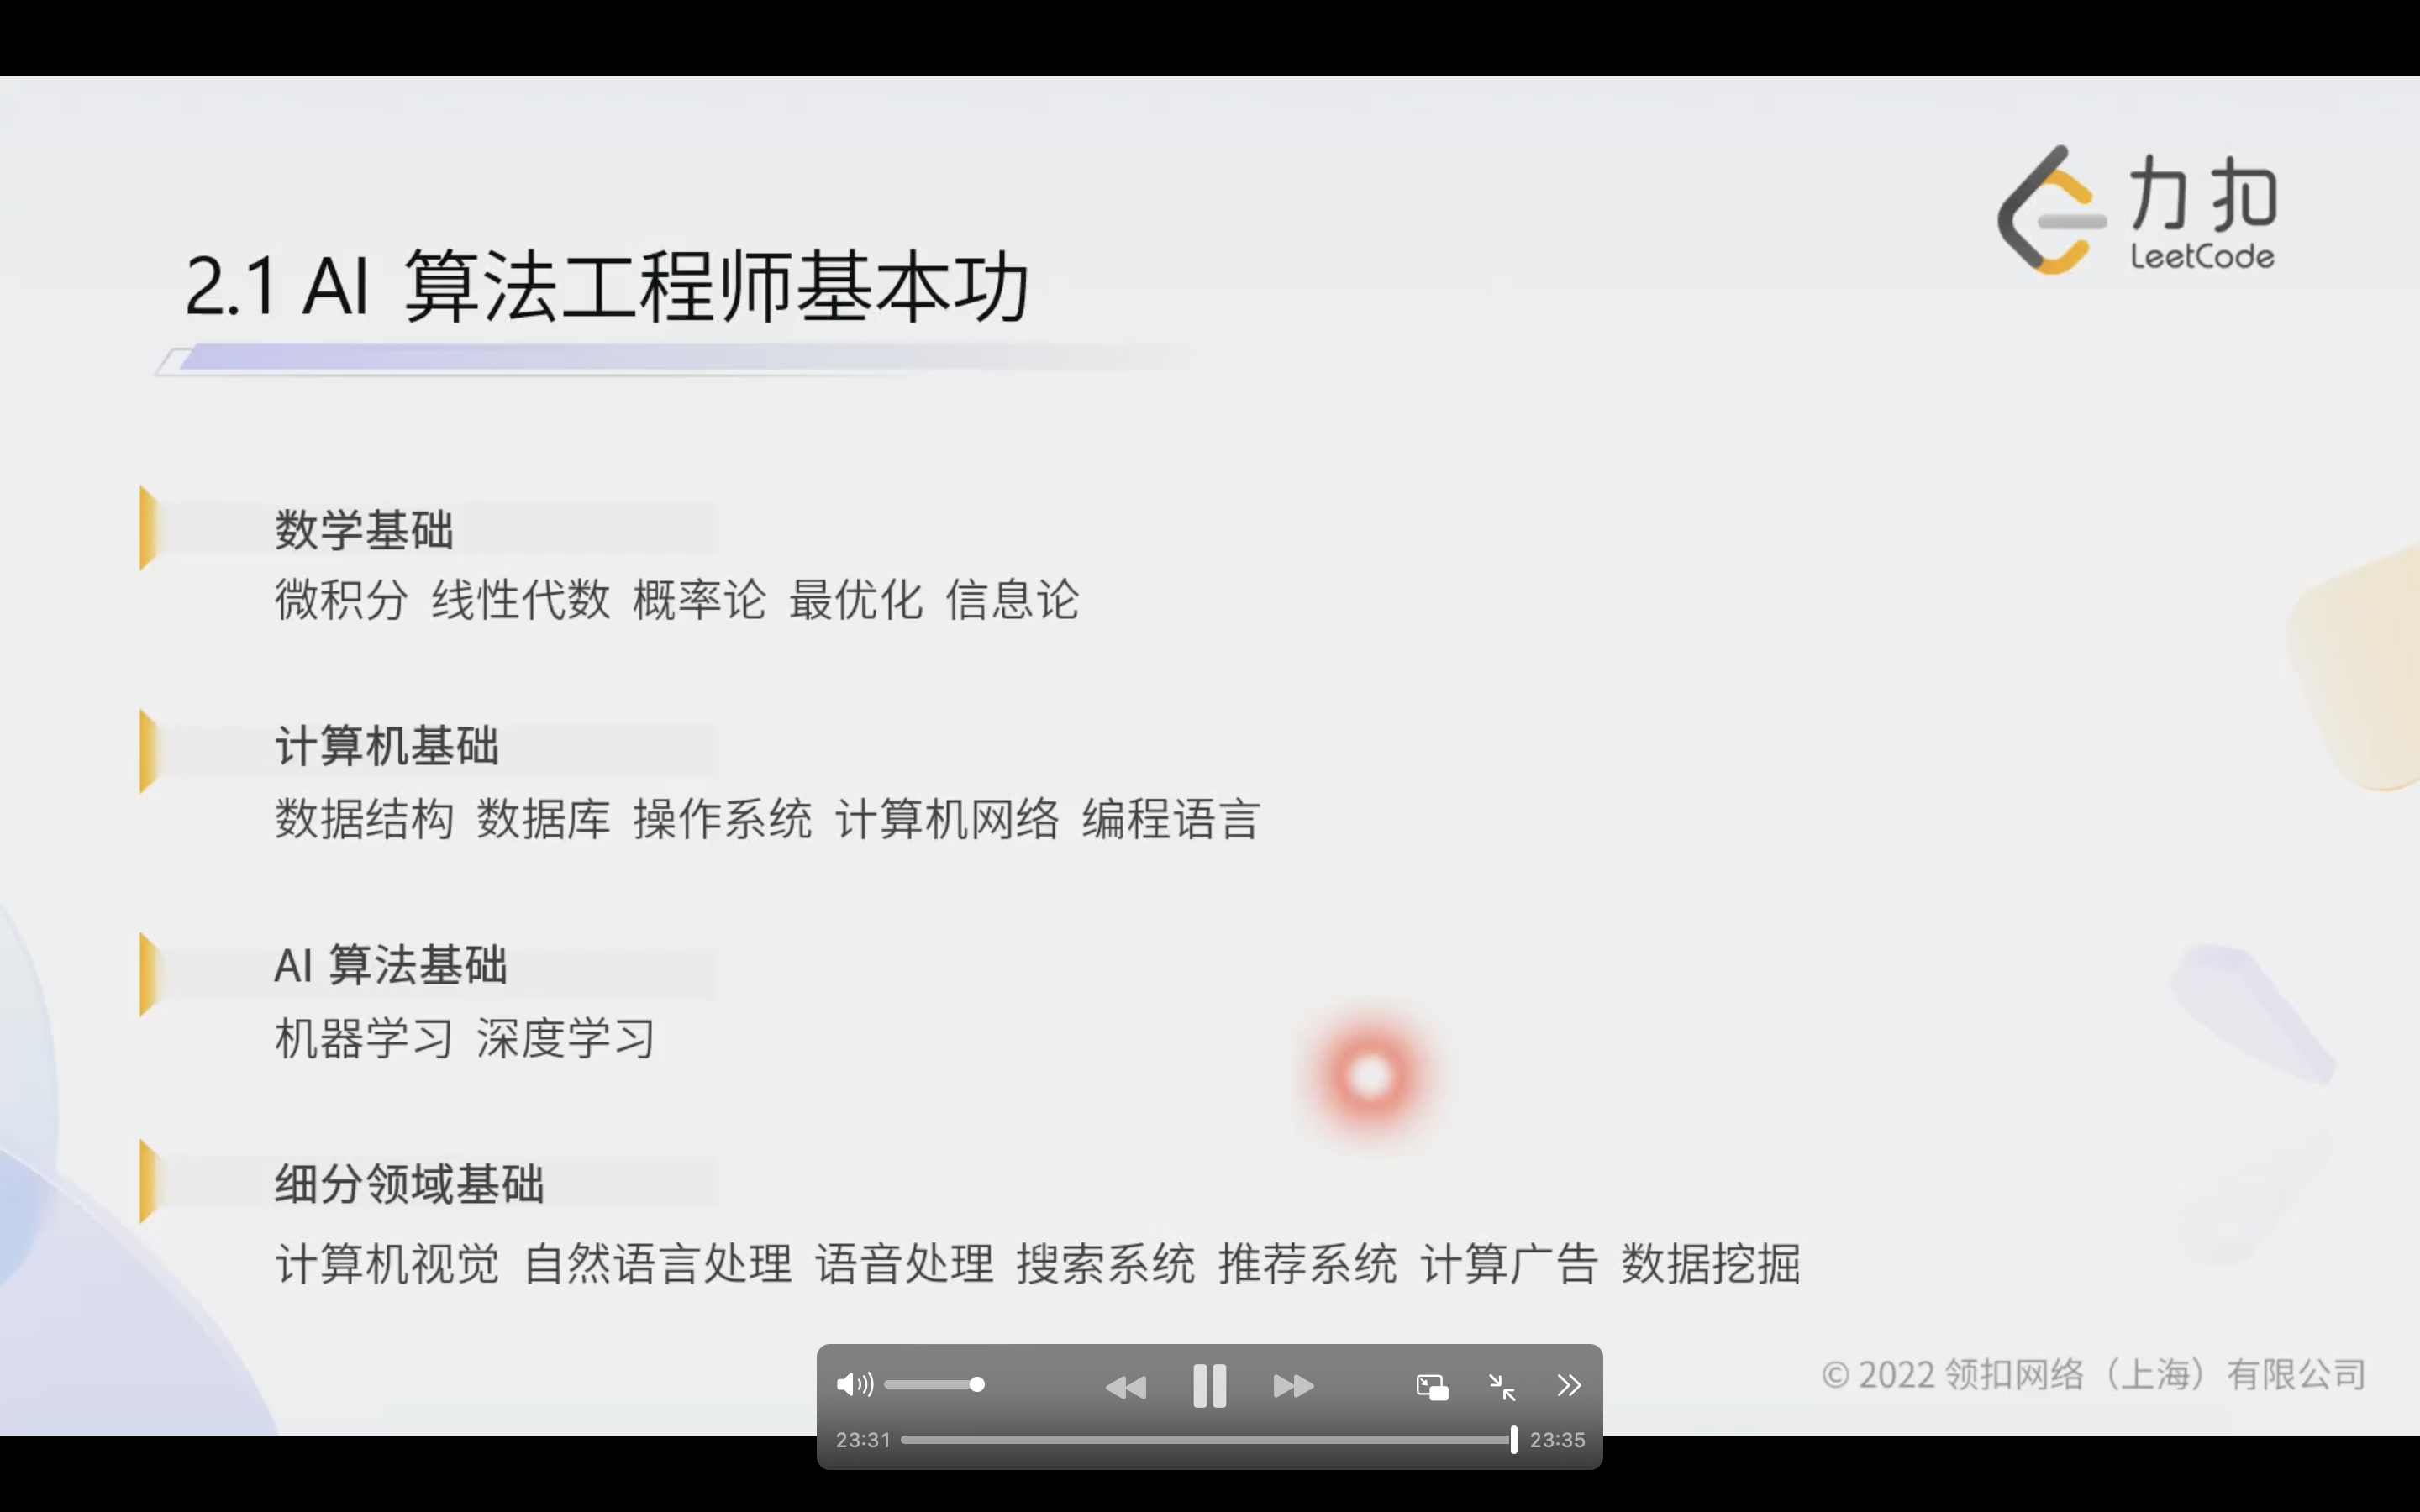 力扣
LeetCode
2.1 AI 算法工程师基本功
数学基础
微积分 线性代数 概率论 最优化 信息论
计算机基础
数据结构 数据库 操作系统 计算机网络 编程语言
AI 算法基础
机器学习 深度学习
细分领域基础
计算机视觉 自然语言处理 语音处理 搜索系统 推荐系统 计算广告 数据挖掘
© 2022 领扣网络（上海）有限公司
23:31 23:35